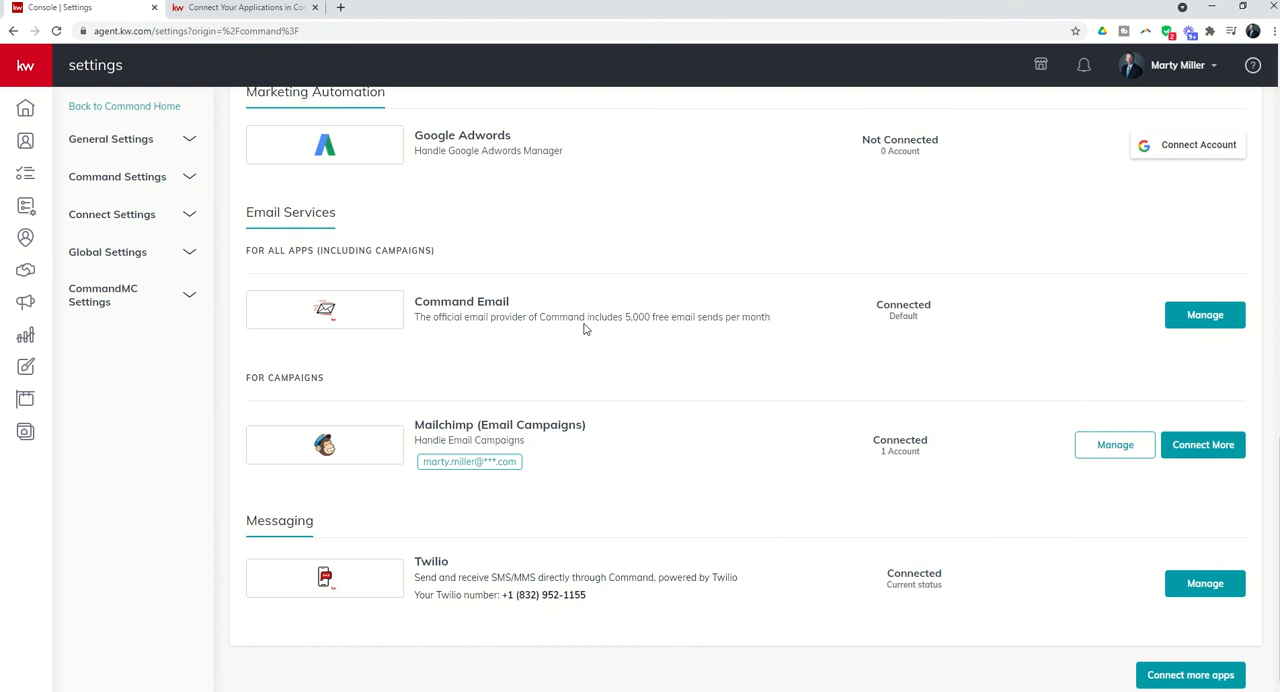 kw Console | Settings
kw Connect Your Applications in Co
agent.kw.com/settings?origin=%2Fcommand%3F
2
9+
kw settings
Marty Miller
?
Back to Command Home
General Settings
Command Settings
Connect Settings
Global Settings
CommandMC
Settings
Marketing Automation
Google Adwords
Handle Google Adwords Manager
Not Connected
0 Account
Connect Account
Email Services
FOR ALL APPS (INCLUDING CAMPAIGNS)
Command Email
The official email provider of Command includes 5,000 free email sends per month
Connected
Default
Manage
FOR CAMPAIGNS
Mailchimp (Email Campaigns)
Handle Email Campaigns
marty.miller@***.com
Connected
1 Account
Manage
Connect More
Messaging
Twilio
Send and receive SMS/MMS directly through Command, powered by Twilio
Your Twilio number: +1 (832) 952-1155
Connected
Current status
Manage
Connect more apps